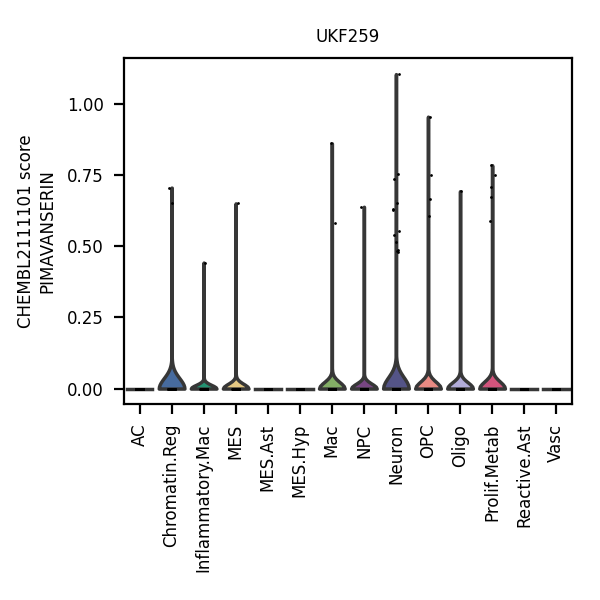 UKF259
CHEMBL2111101 score
PIMAVANSERIN
1.00
0.75
0.50
0.25
0.00
AC
Chromatin.Reg
Inflammatory.Mac
MES
MES.Ast
MES.Hyp
Mac
NPC
Neuron
OPC
Oligo
Prolif.Metab
Reactive.Ast
Vasc